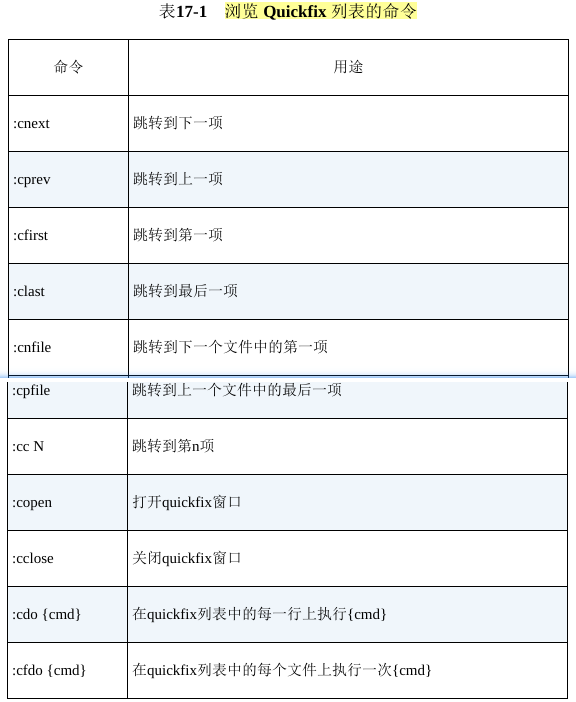 表17-1 浏览 Quickfix 列表的命令
命令 用途
:cnext 跳转到下一项
:cprev 跳转到上一项
:cfirst 跳转到第一项
:clast 跳转到最后一项
:cnfile 跳转到下一个文件中的第一项
:cpfile 跳转到上一个文件中的最后一项
:cc N 跳转到第n项
:copen 打开quickfix窗口
:cclose 关闭quickfix窗口
:cdo {cmd} 在quickfix列表中的每一行上执行{cmd}
:cfdo {cmd} 在quickfix列表中的每个文件上执行一次{cmd}